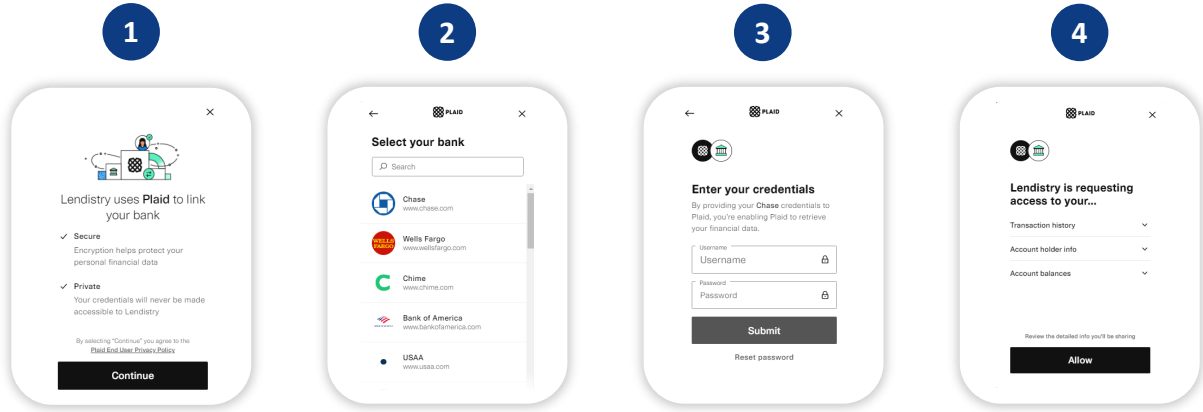 1
2
3
4
Lendistry uses Plaid to link
your bank
✓ Secure
Encryption helps protect your
personal financial data
✓ Private
Your credentials will never be made
accessible to Lendistry
By selecting "Continue" you agree to the
Plaid End User Privacy Policy
Continue
PLAID
Select your bank
Search
Chase
www.chase.com
WELLS
FARGO
Wells Fargo
www.wellsfargo.com
Chime
www.chime.com
Bank of America
www.bankofamerica.com
USAA
www.usaa.com
PLAID
Enter your credentials
By providing your Chase credentials to
Plaid, you're enabling Plaid to retrieve
your financial data.
Username
Username
Password
Password
Submit
Reset password
PLAID
Lendistry is requesting
access to your...
Transaction history
Account holder info
Account balances
Review the detailed info you'll be sharing
Allow